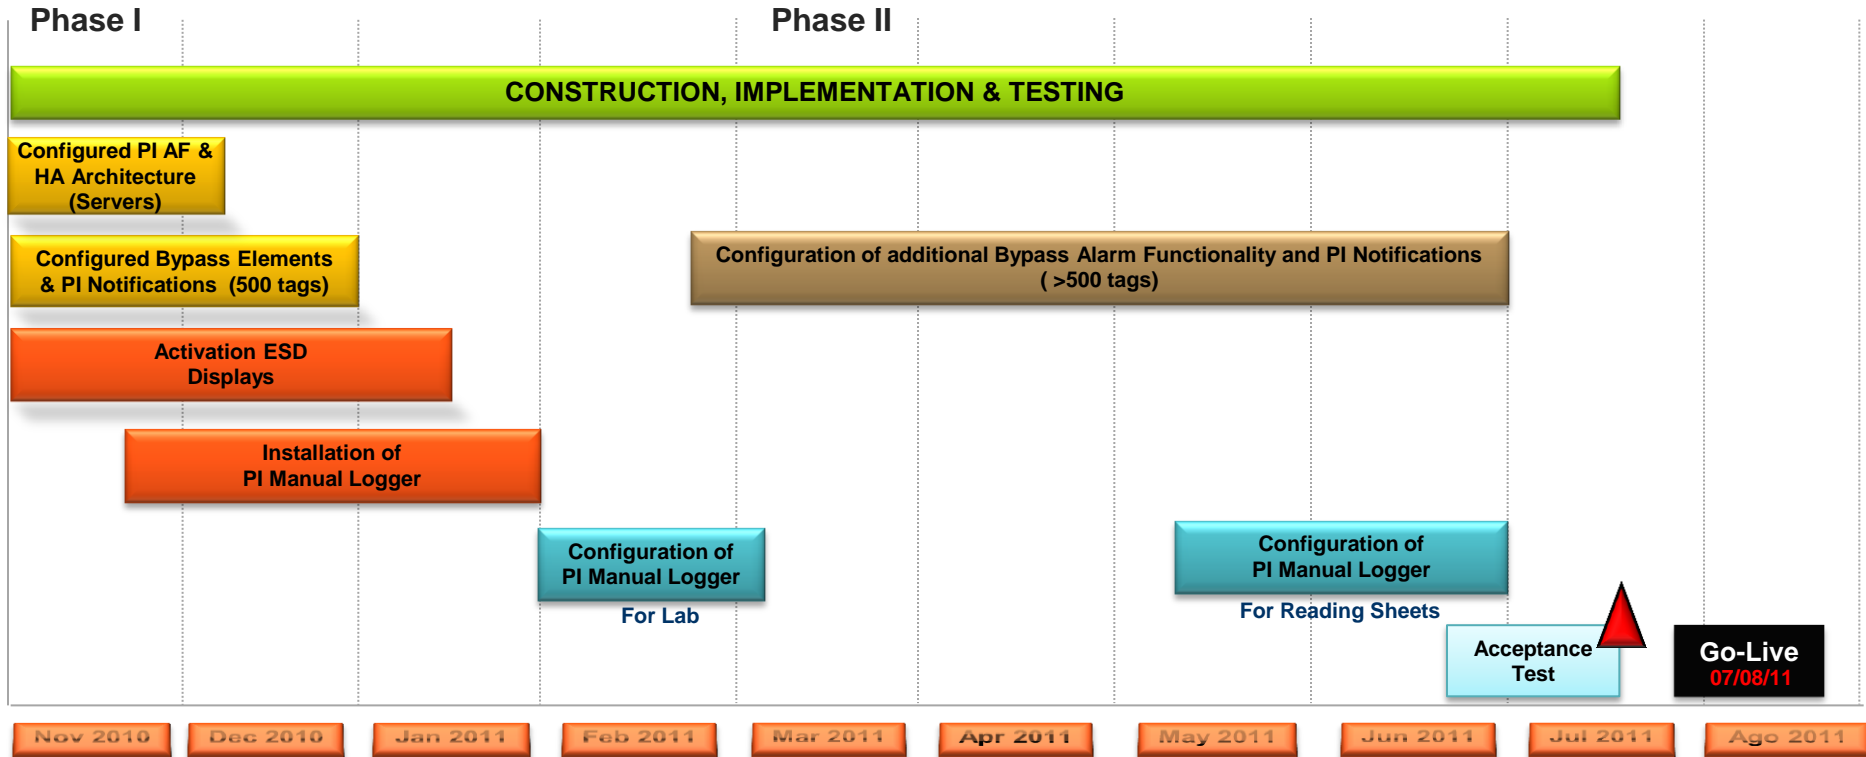 Phase I
Phase II
CONSTRUCTION, IMPLEMENTATION & TESTING
Configured PI AF &
HA Architecture
(Servers)
Configured Bypass Elements
& PI Notifications (500 tags)
Configuration of additional Bypass Alarm Functionality and PI Notifications
( >500 tags)
Activation ESD
Displays
Installation of
PI Manual Logger
Configuration of
PI Manual Logger
For Lab
Configuration of
PI Manual Logger
For Reading Sheets
Acceptance
Test
Go-Live
07/08/11
Nov 2010
Dec 2010
Jan 2011
Feb 2011
Mar 2011
Apr 2011
May 2011
Jun 2011
Jul 2011
Ago 2011